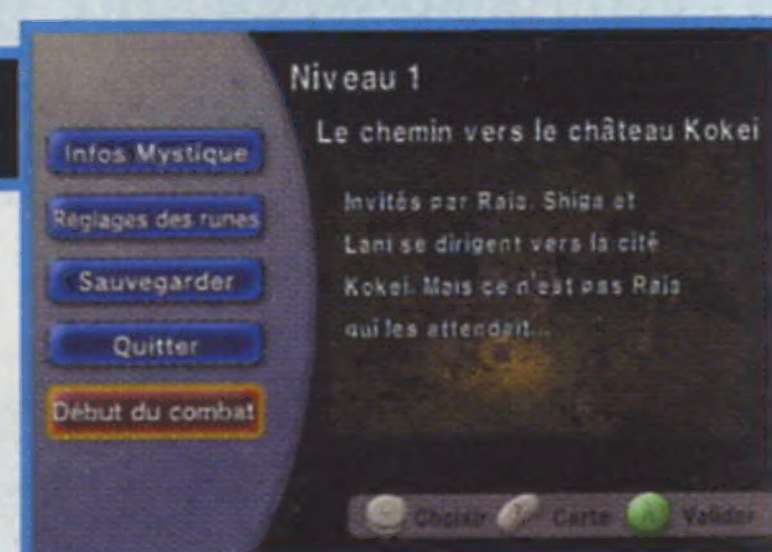 Niveau 1
Le chemin vers le château Kokei
Infos Mystique
Réglages des runes
Sauvegarder
Quitter
Début du combat
Invités par Raia, Shiga et
Lani se dirigent vers la cité
Kokei. Mais ce n'est pas Raia
qui les attendait...
Choisir
Carte
A Valider